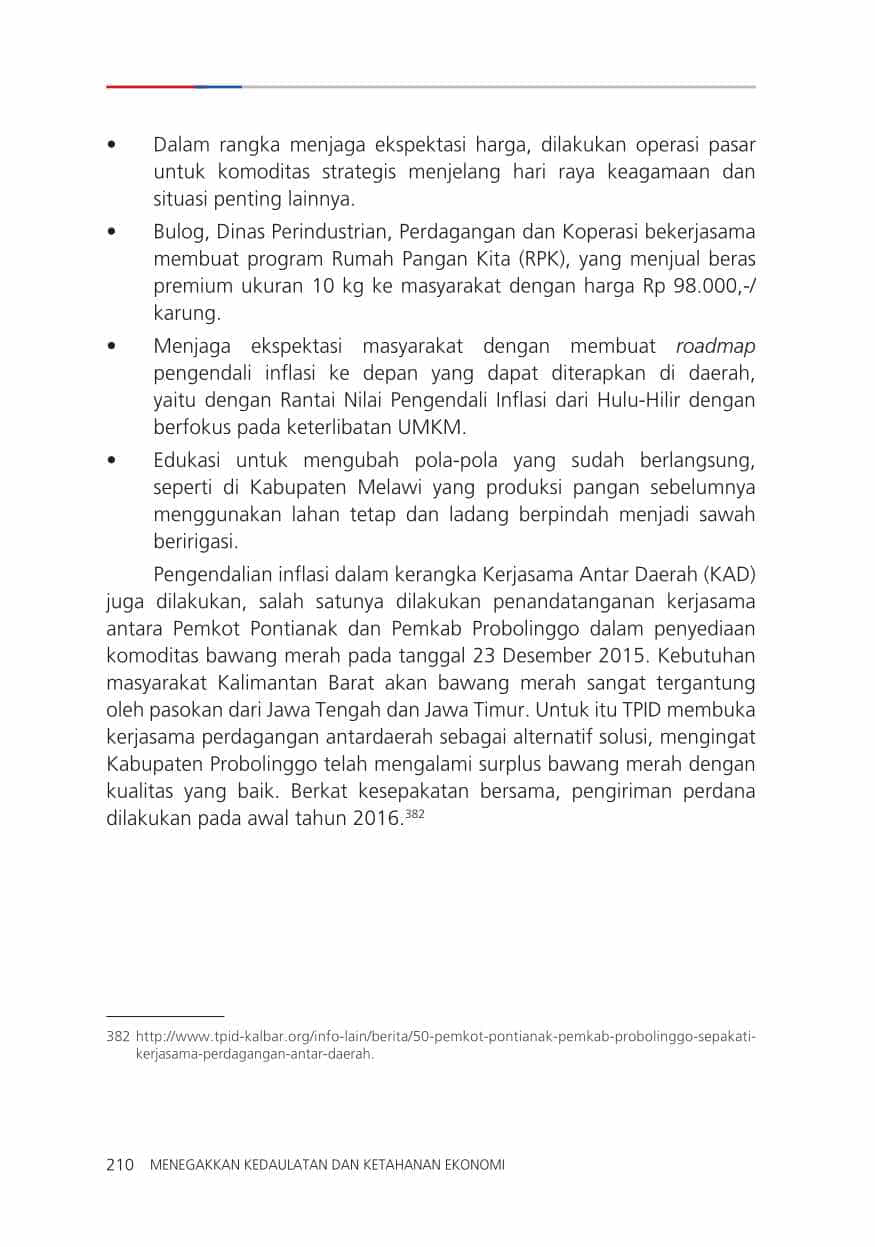 • Dalam rangka menjaga ekspektasi harga, dilakukan operasi pasar
untuk komoditas strategis menjelang hari raya keagamaan dan
situasi penting lainnya.
• Bulog, Dinas Perindustrian, Perdagangan dan Koperasi bekerjasama
membuat program Rumah Pangan Kita (RPK), yang menjual beras
premium ukuran 10 kg ke masyarakat dengan harga Rp 98.000,-/
karung.
• Menjaga ekspektasi masyarakat dengan membuat roadmap
pengendali inflasi ke depan yang dapat diterapkan di daerah,
yaitu dengan Rantai Nilai Pengendali Inflasi dari Hulu-Hilir dengan
berfokus pada keterlibatan UMKM.
• Edukasi untuk mengubah pola-pola yang sudah berlangsung,
seperti di Kabupaten Melawi yang produksi pangan sebelumnya
menggunakan lahan tetap dan ladang berpindah menjadi sawah
beririgasi.
Pengendalian inflasi dalam kerangka Kerjasama Antar Daerah (KAD)
juga dilakukan, salah satunya dilakukan penandatanganan kerjasama
antara Pemkot Pontianak dan Pemkab Probolinggo dalam penyediaan
komoditas bawang merah pada tanggal 23 Desember 2015. Kebutuhan
masyarakat Kalimantan Barat akan bawang merah sangat tergantung
oleh pasokan dari Jawa Tengah dan Jawa Timur. Untuk itu TPID membuka
kerjasama perdagangan antardaerah sebagai alternatif solusi, mengingat
Kabupaten Probolinggo telah mengalami surplus bawang merah dengan
kualitas yang baik. Berkat kesepakatan bersama, pengiriman perdana
dilakukan pada awal tahun 2016.382
382 http://www.tpid-kalbar.org/info-lain/berita/50-pemkot-pontianak-pemkab-probolinggo-sepakati-
kerjasama-perdagangan-antar-daerah.
210 MENEGAKKAN KEDAULATAN DAN KETAHANAN EKONOMI